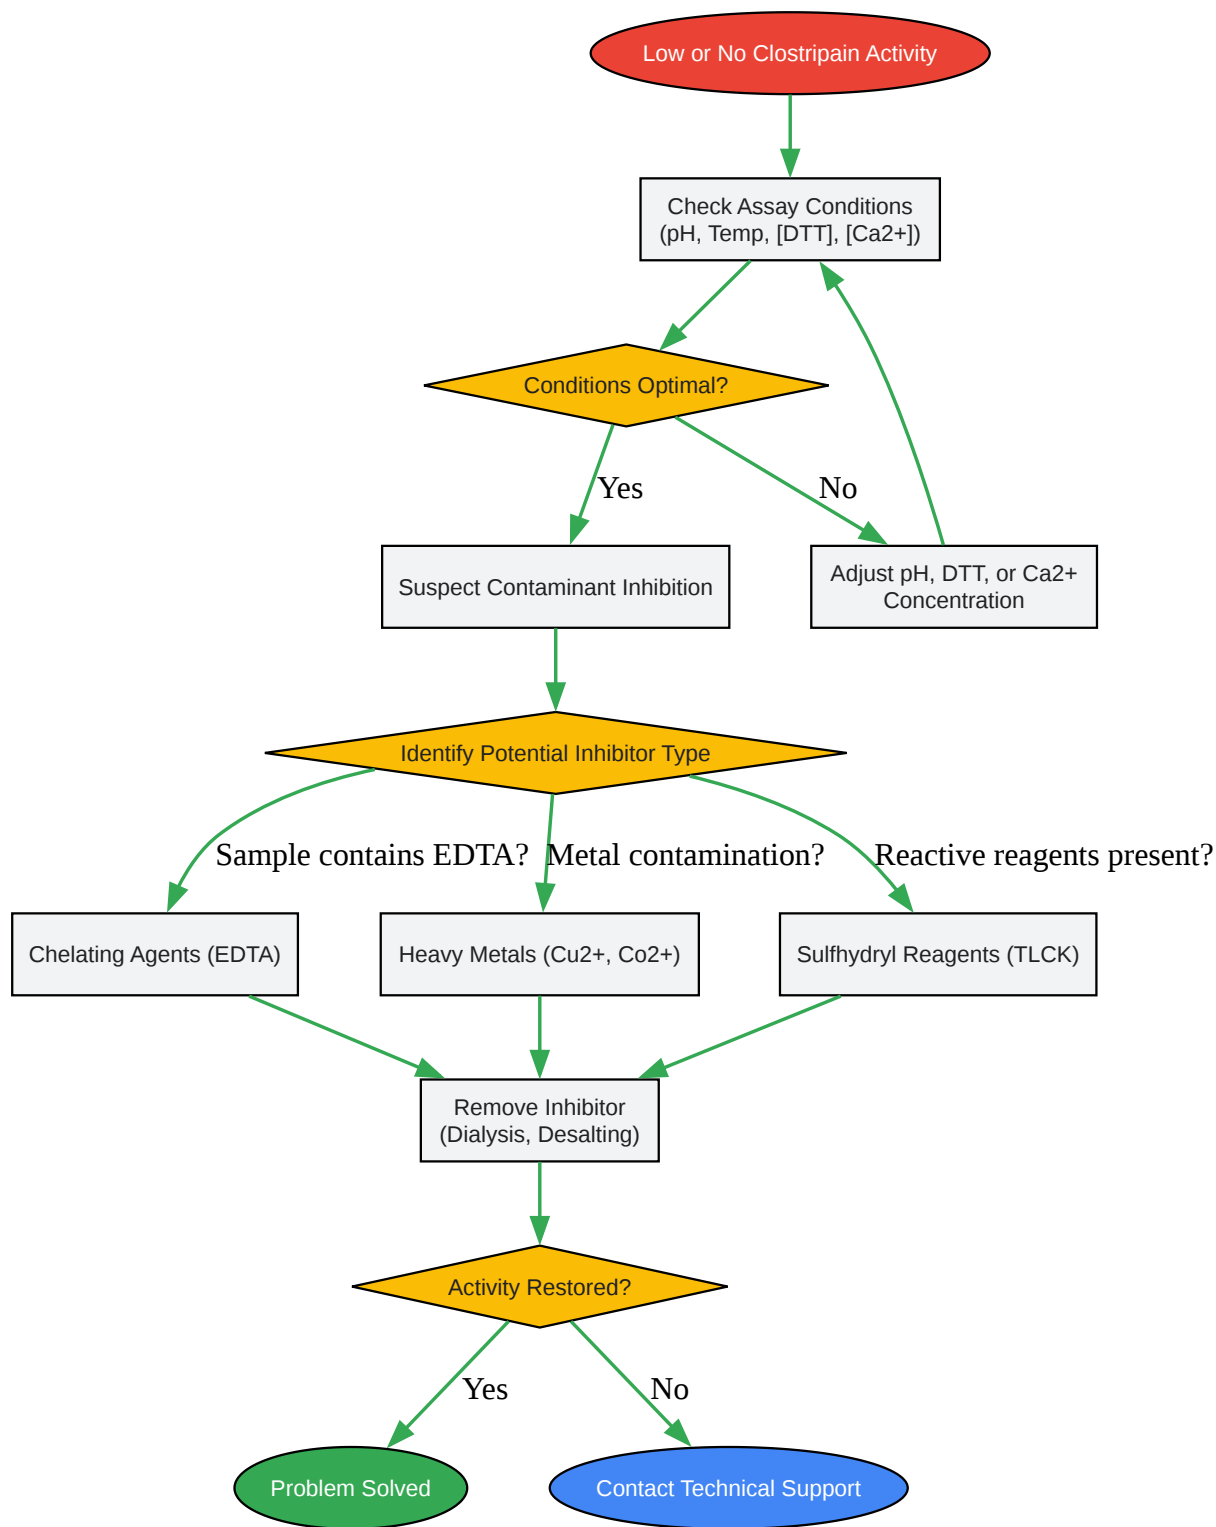 Low or No Clostripain Activity
Check Assay Conditions
(pH, Temp, [DTT], [Ca2+])
Conditions Optimal?
Yes
No
Suspect Contaminant Inhibition
Adjust pH, DTT, or Ca2+
Concentration
Identify Potential Inhibitor Type
Sample contains EDTA?
Metal contamination?
Reactive reagents present?
Chelating Agents (EDTA)
Heavy Metals (Cu2+, Co2+)
Sulfhydryl Reagents (TLCK)
Remove Inhibitor
(Dialysis, Desalting)
Activity Restored?
Yes
No
Problem Solved
Contact Technical Support